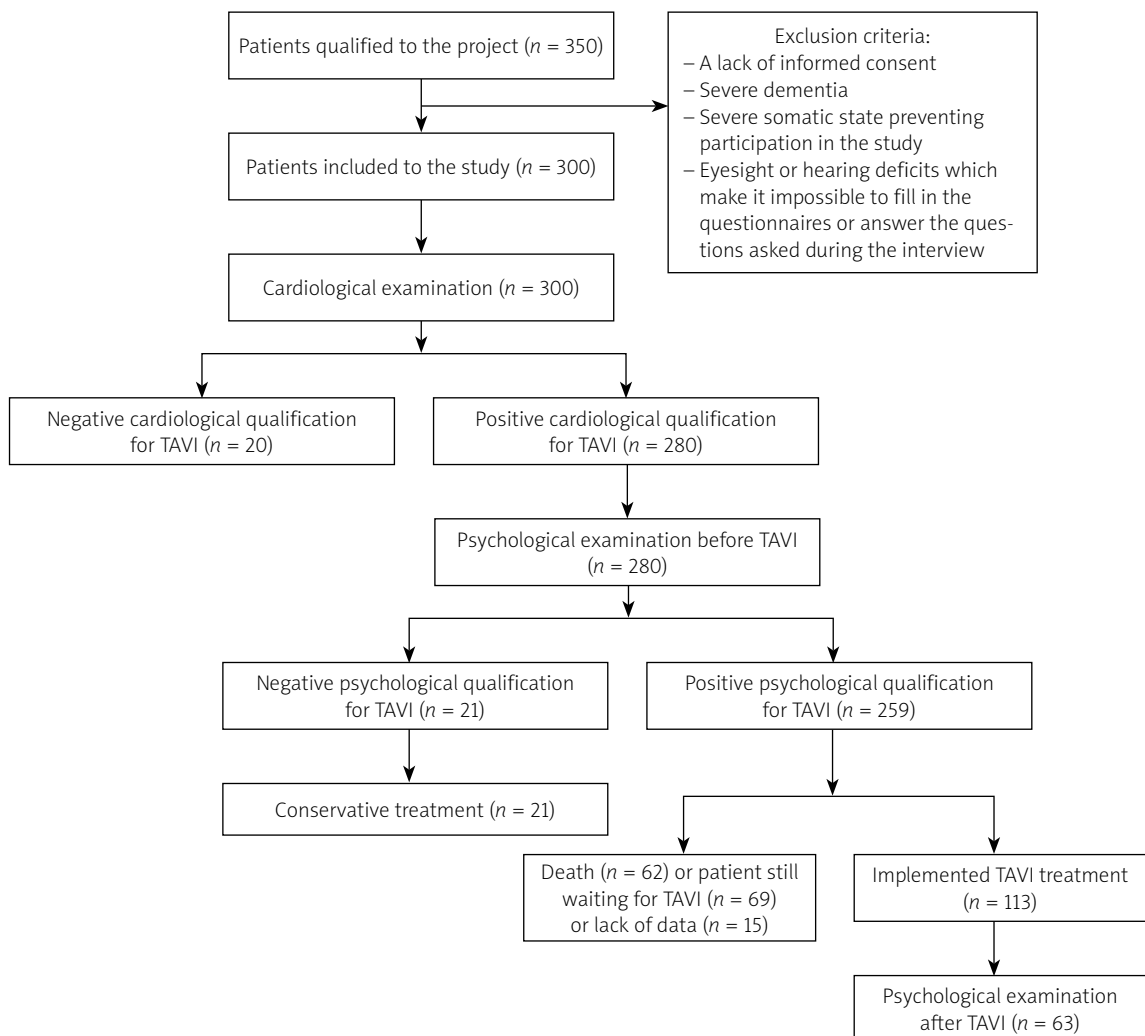 Patients qualified to the project (n = 350)
Exclusion criteria:
– A lack of informed consent
– Severe dementia
– Severe somatic state preventing
participation in the study
– Eyesight or hearing deficits which
make it impossible to fill in the
questionnaires or answer the ques-
tions asked during the interview
Patients included to the study (n = 300)
Cardiological examination (n = 300)
Negative cardiological qualification
for TAVI (n = 20)
Positive cardiological qualification
for TAVI (n = 280)
Psychological examination before TAVI
(n = 280)
Negative psychological qualification
for TAVI (n = 21)
Positive psychological qualification
for TAVI (n = 259)
Conservative treatment (n = 21)
Death (n = 62) or patient still
waiting for TAVI (n = 69)
or lack of data (n = 15)
Implemented TAVI treatment
(n = 113)
Psychological examination
after TAVI (n = 63)